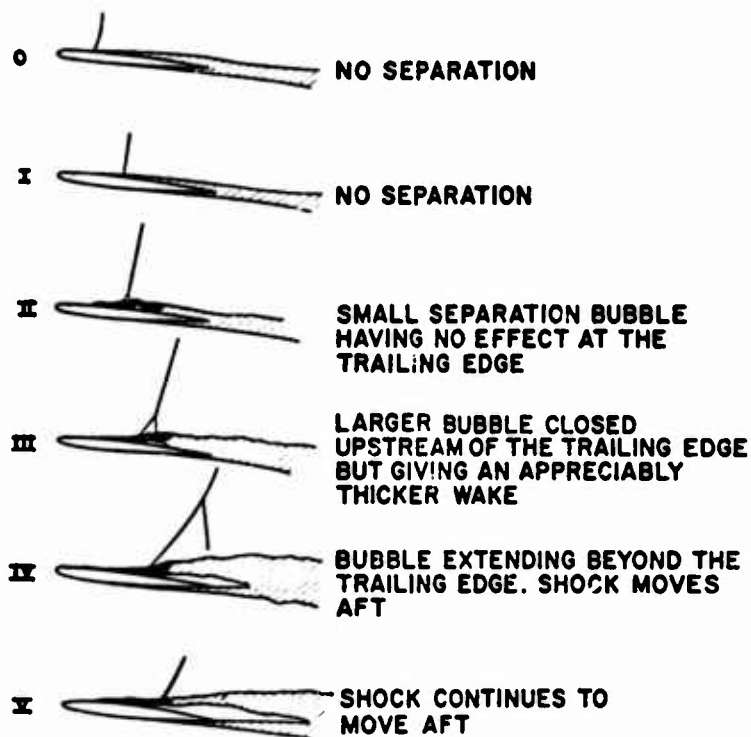 O
NO SEPARATION
I
NO SEPARATION
II
SMALL SEPARATION BUBBLE
HAVING NO EFFECT AT THE
TRAILING EDGE
III
LARGER BUBBLE CLOSED
UPSTREAM OF THE TRAILING EDGE
BUT GIVING AN APPRECIABLY
THICKER WAKE
IV
BUBBLE EXTENDING BEYOND THE
TRAILING EDGE. SHOCK MOVES
AFT
V
SHOCK CONTINUES TO
MOVE AFT